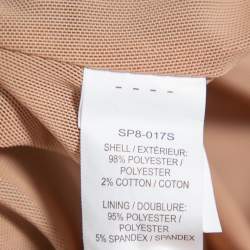 - - - -
SP8-017S
SHELL / EXTÉRIEUR:
98% POLYESTER /
POLYESTER
2% COTTON / COTON
LINING / DOUBLURE:
95% POLYESTER /
POLYESTER
5% SPANDEX / SPANDEX